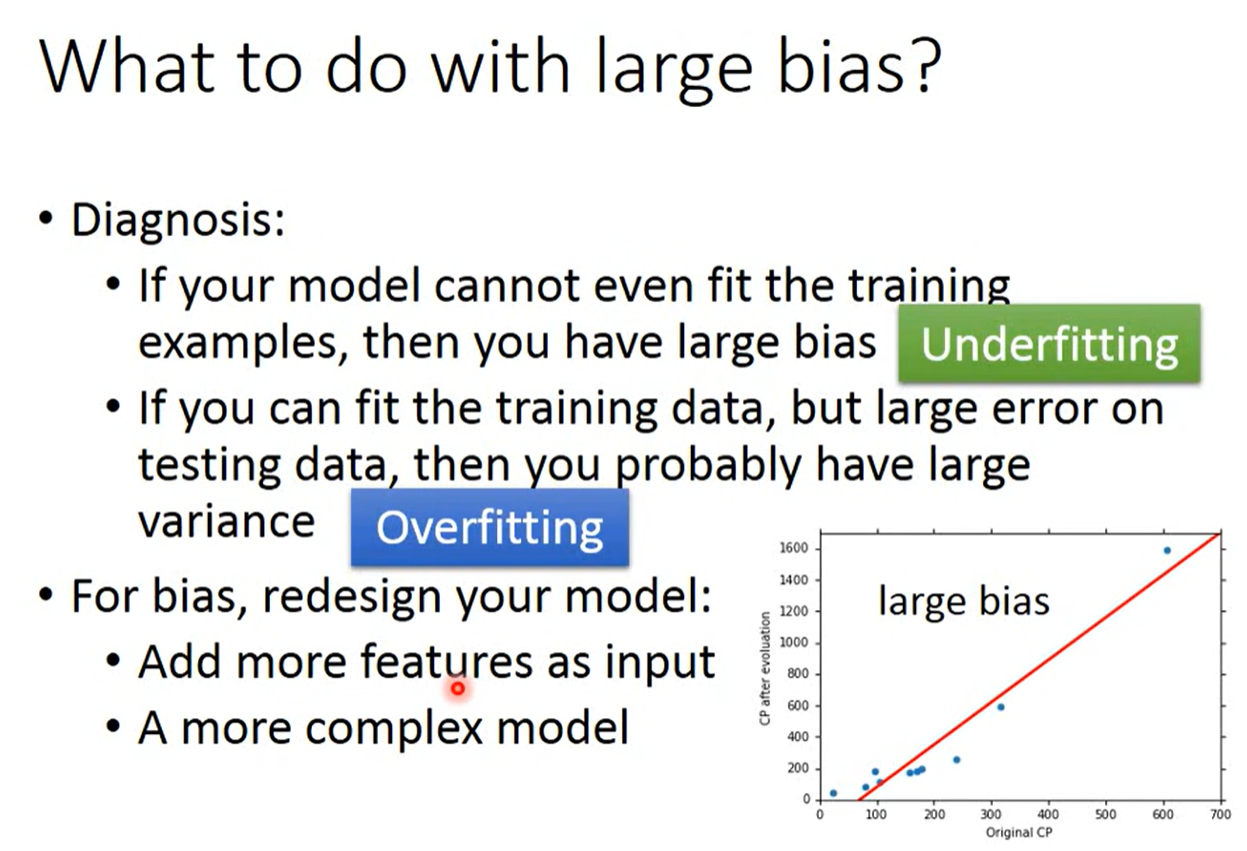 What to do with large bias?
• Diagnosis:
• If your model cannot even fit the training
examples, then you have large bias
Underfitting
• If you can fit the training data, but large error on
testing data, then you probably have large
variance
Overfitting
• For bias, redesign your model:
• Add more features as input
• A more complex model
large bias
CP after evoluation
1600
1400
1200
1000
800
600
400
200
0
0 100 200 300 400 500 600 700
Original CP